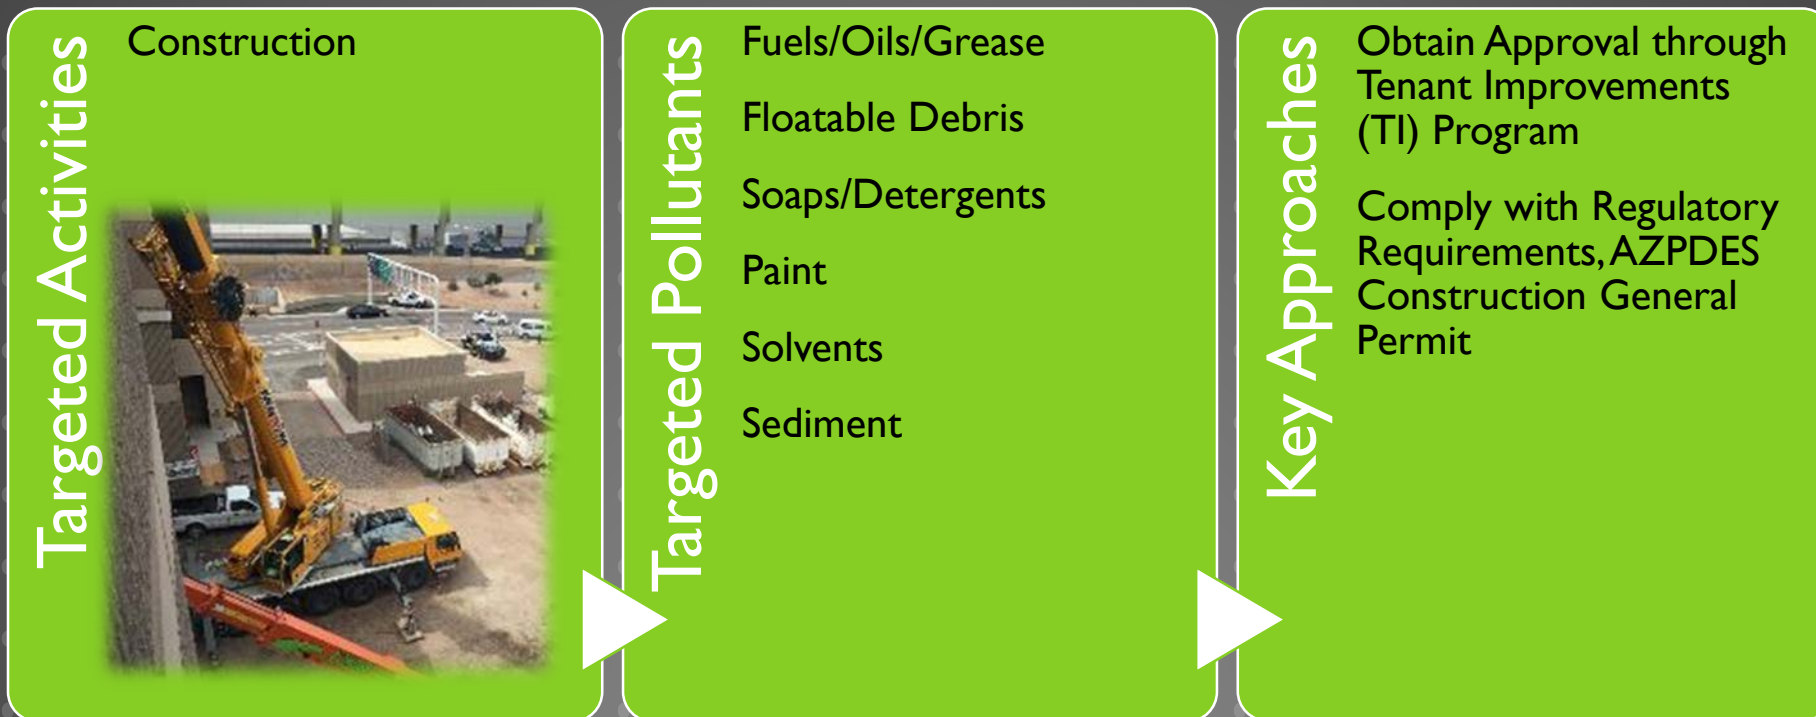 Targeted Activities
Construction
Targeted Pollutants
Fuels/Oils/Grease
Floatable Debris
Soaps/Detergents
Paint
Solvents
Sediment
Key Approaches
Obtain Approval through
Tenant Improvements
(TI) Program
Comply with Regulatory
Requirements, AZPDES
Construction General
Permit